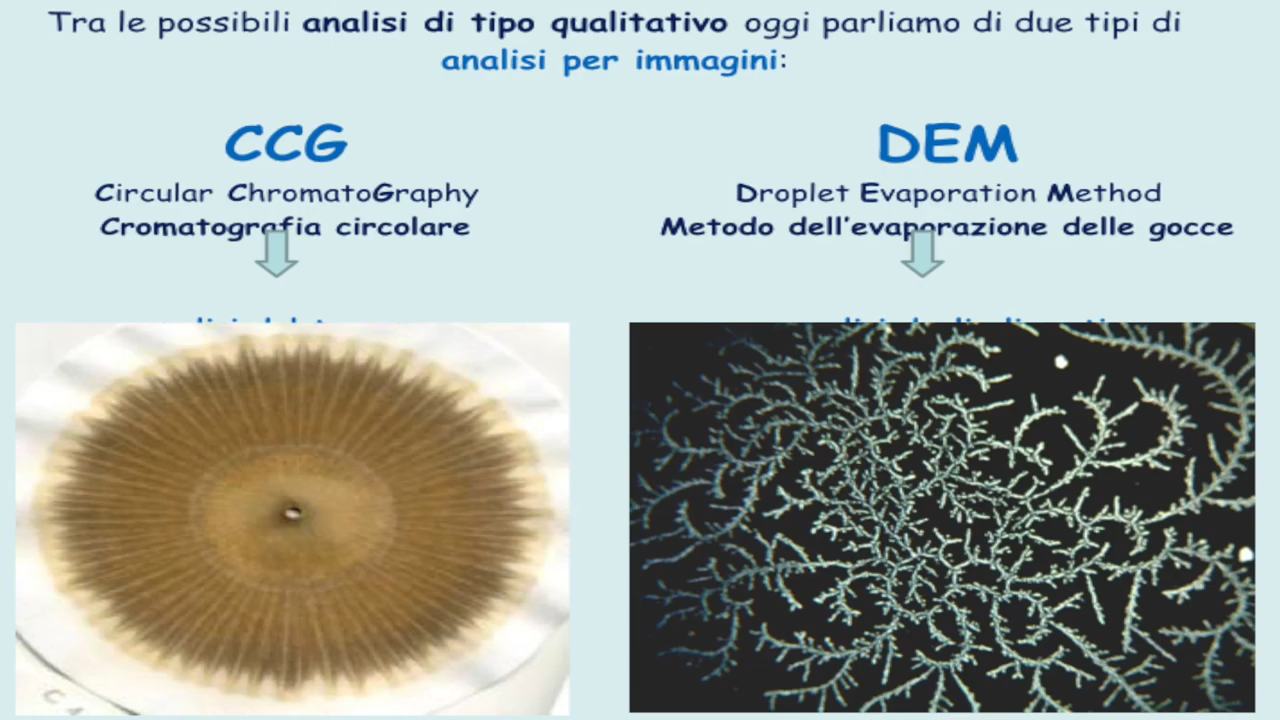 Tra le possibili analisi di tipo qualitativo oggi parliamo di due tipi di
analisi per immagini:
CCG
Circular ChromatoGraphy
Cromatografia circolare
DEM
Droplet Evaporation Method
Metodo dell'evaporazione delle gocce